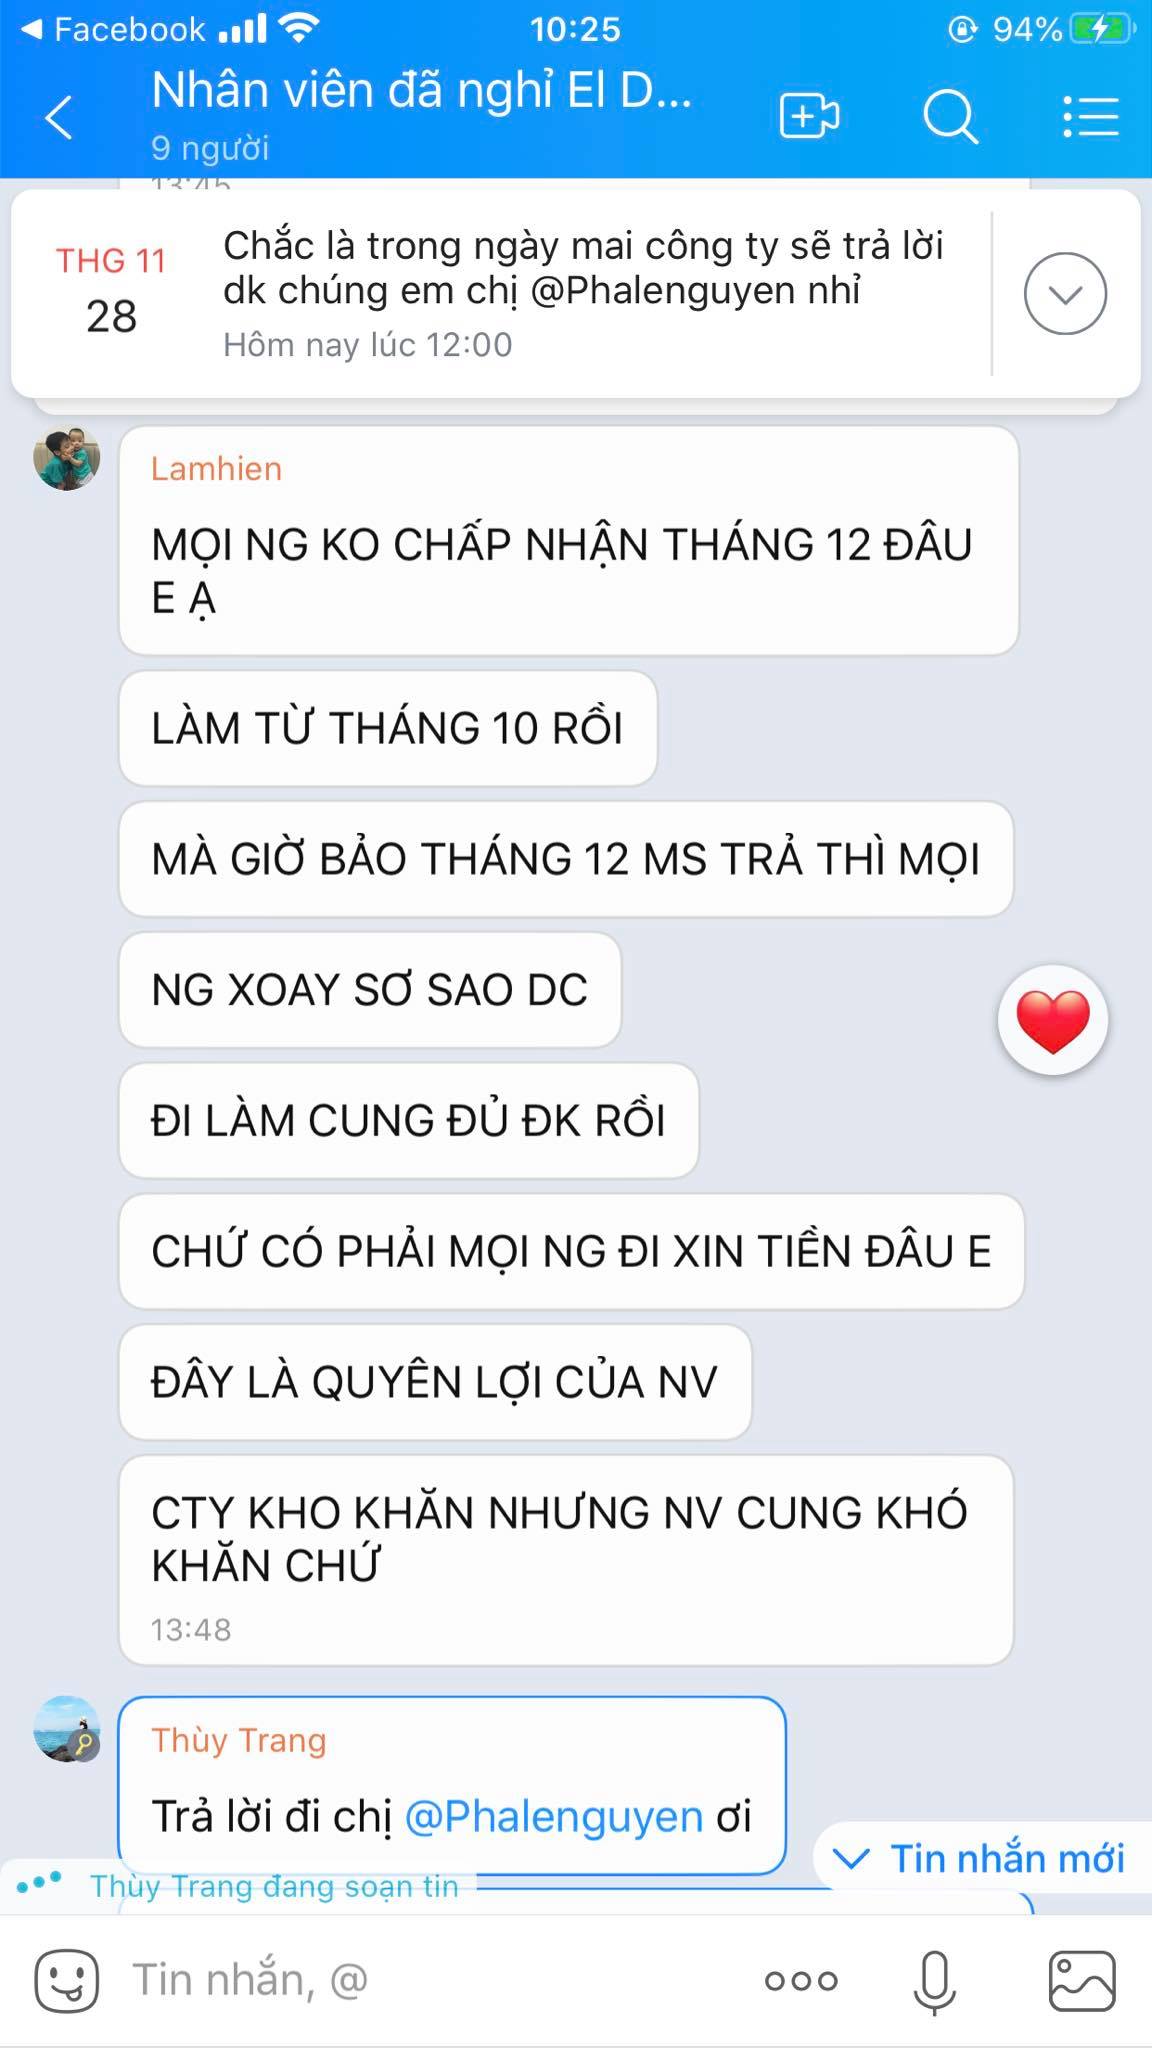 Facebook
10:25
94%
Nhân viên đã nghỉ El D...
9 người
13:45
THG 11
28
Chắc là trong ngày mai công ty sẽ trả lời
dk chúng em chị @Phalenguyen nhỉ
Hôm nay lúc 12:00
Lamhien
MỌI NG KO CHẤP NHẬN THÁNG 12 ĐÂU
E Ạ
LÀM TỪ THÁNG 10 RỒI
MÀ GIỜ BẢO THÁNG 12 MS TRẢ THÌ MỌI
NG XOAY SƠ SAO DC
ĐI LÀM CUNG ĐỦ ĐK RỒI
CHỨ CÓ PHẢI MỌI NG ĐI XIN TIỀN ĐÂU E
ĐÂY LÀ QUYÊN LỢI CỦA NV
CTY KHO KHĂN NHƯNG NV CUNG KHÓ
KHĂN CHỨ
13:48
Thùy Trang
Trả lời đi chị @Phalenguyen ơi
Tin nhắn mới
Thùy Trang đang soạn tin
Tin nhắn, @